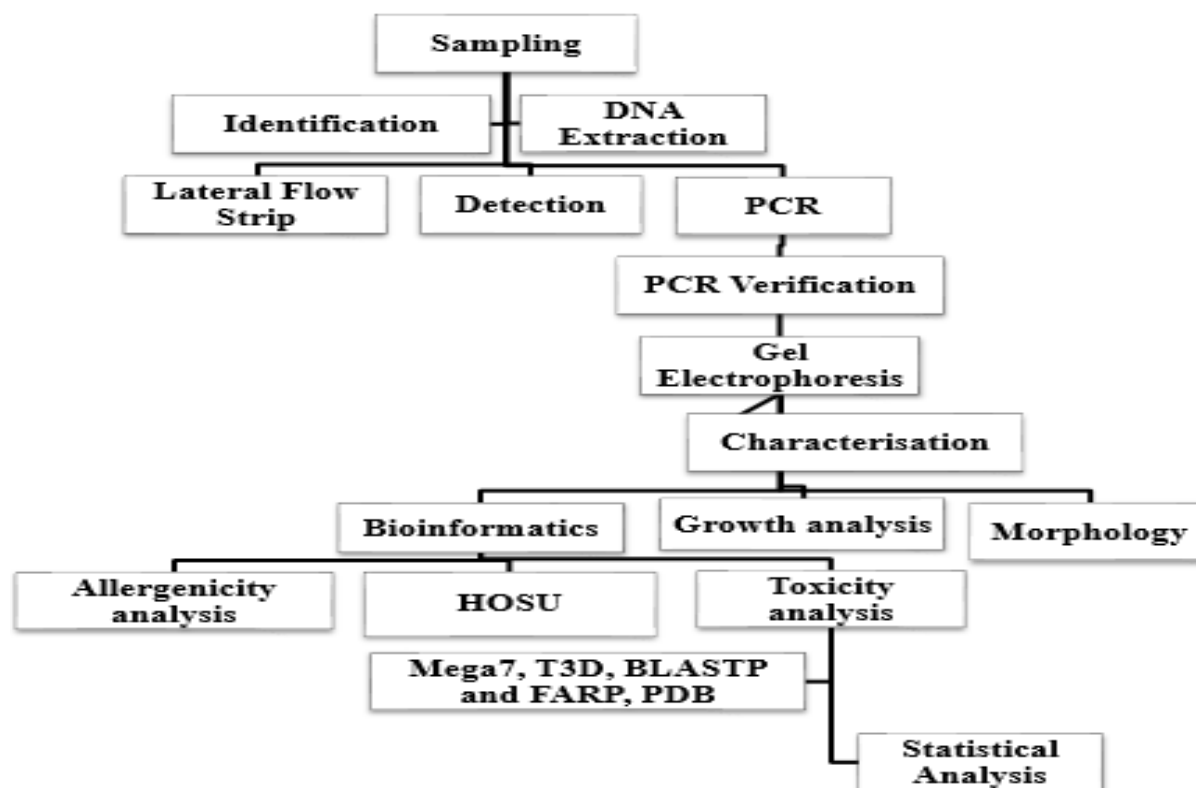 Sampling
Identification
DNA
Extraction
Lateral Flow
Strip
Detection
PCR
PCR Verification
Gel
Electrophoresis
Characterisation
Bioinformatics
Growth analysis
Morphology
Allergenicity
analysis
HOSU
Toxicity
analysis
Mega7, T3D, BLASTP
and FARP, PDB
Statistical
Analysis